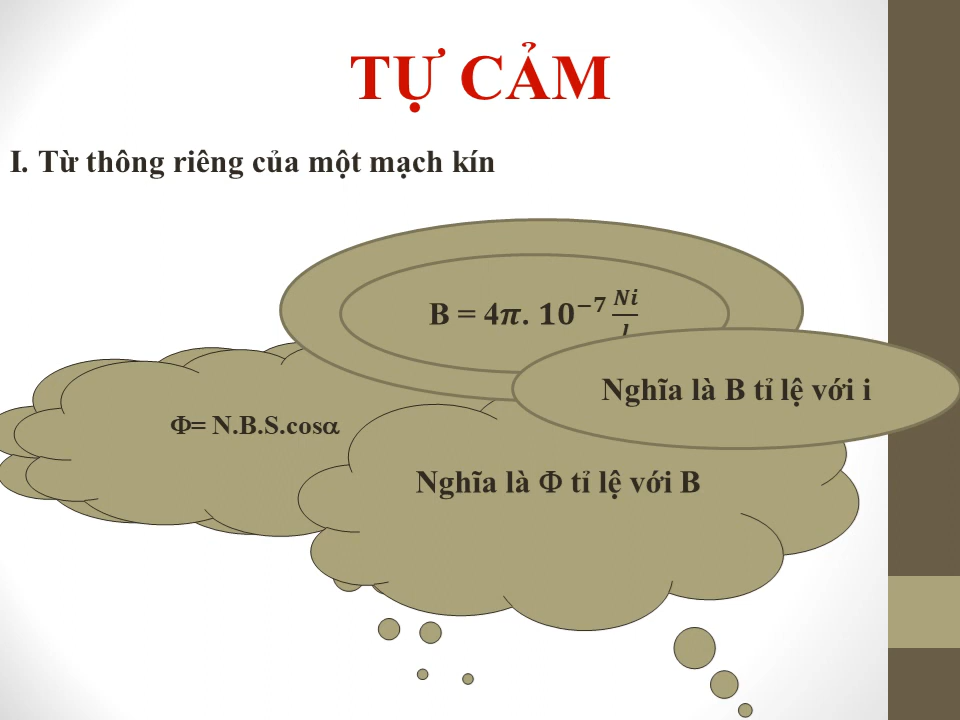 TỰ CẢM
I. Từ thông riêng của một mạch kín
B = 4𝝅. 𝟏𝟎⁻⁷ Ni/l
Nghĩa là B tỉ lệ với i
Φ= N.B.S.cosα
Nghĩa là Φ tỉ lệ với B